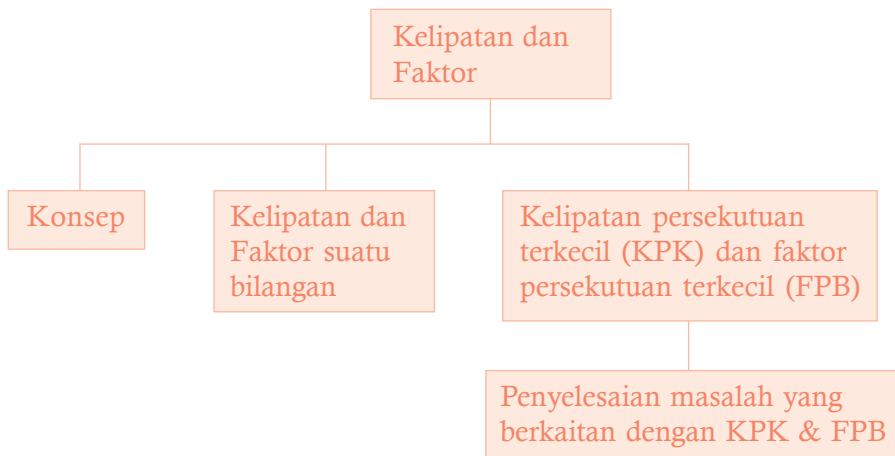 Kelipatan dan
Faktor
Konsep
Kelipatan dan
Faktor suatu
bilangan
Kelipatan persekutuan
terkecil (KPK) dan faktor
persekutuan terkecil (FPB)
Penyelesaian masalah yang
berkaitan dengan KPK & FPB